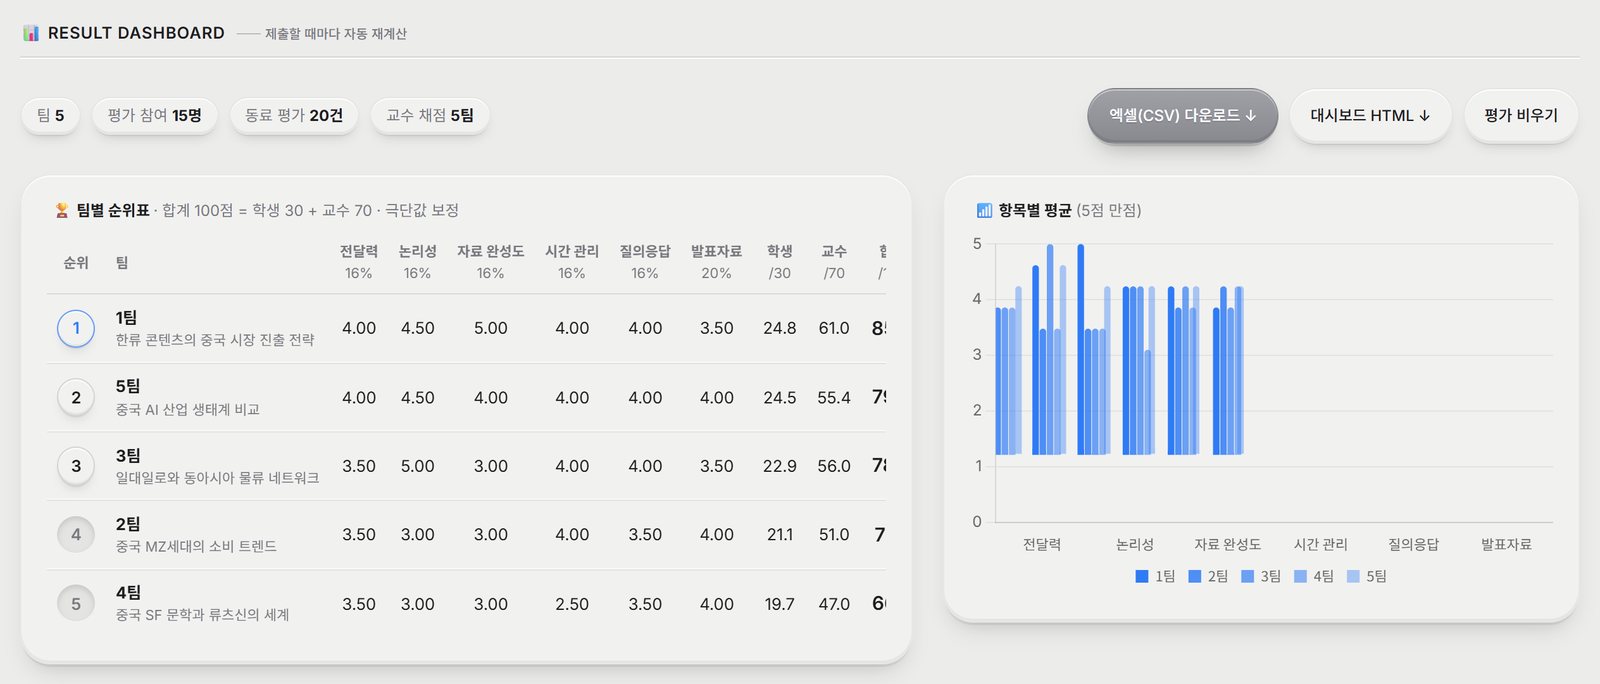 RESULT DASHBOARD 제출할 때마다 자동 재계산
팀 5 평가 참여 15명 동료 평가 20건 교수 채점 5팀
엑셀(CSV) 다운로드 ↓ 대시보드 HTML ↓ 평가 비우기
팀별 순위표 · 합계 100점 = 학생 30 + 교수 70 · 극단값 보정
순위 팀 전달력 논리성 자료 완성도 시간 관리 질의응답 발표자료 학생 교수
16% 16% 16% 16% 16% 20% /30 /70
1 1팀 4.00 4.50 5.00 4.00 4.00 3.50 24.8 61.0
한류 콘텐츠의 중국 시장 진출 전략
2 5팀 4.00 4.50 4.00 4.00 4.00 4.00 24.5 55.4
중국 AI 산업 생태계 비교
3 3팀 3.50 5.00 3.00 4.00 4.00 3.50 22.9 56.0
일대일로와 동아시아 물류 네트워크
4 2팀 3.50 3.00 3.00 4.00 3.50 4.00 21.1 51.0
중국 MZ세대의 소비 트렌드
5 4팀 3.50 3.00 3.00 2.50 3.50 4.00 19.7 47.0
중국 SF 문학과 류츠신의 세계
항목별 평균 (5점 만점)
5
4
3
2
1
0
전달력 논리성 자료 완성도 시간 관리 질의응답 발표자료
1팀 2팀 3팀 4팀 5팀